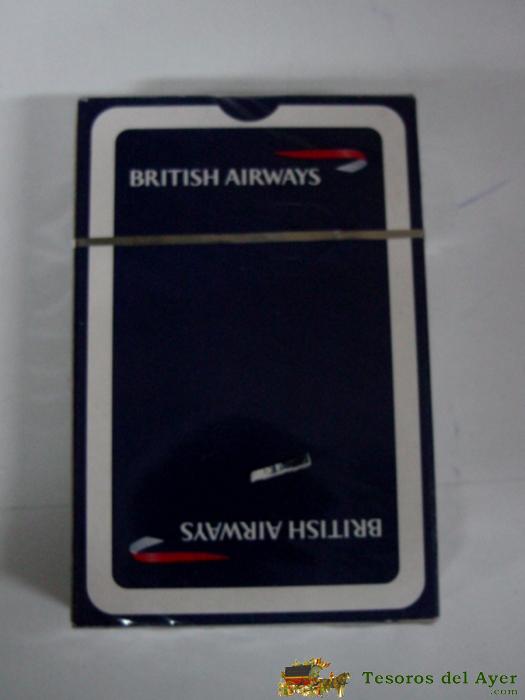 BRITISH AIRWAYS
BRITISH AIRWAYS
Tesoros del Ayer
.com